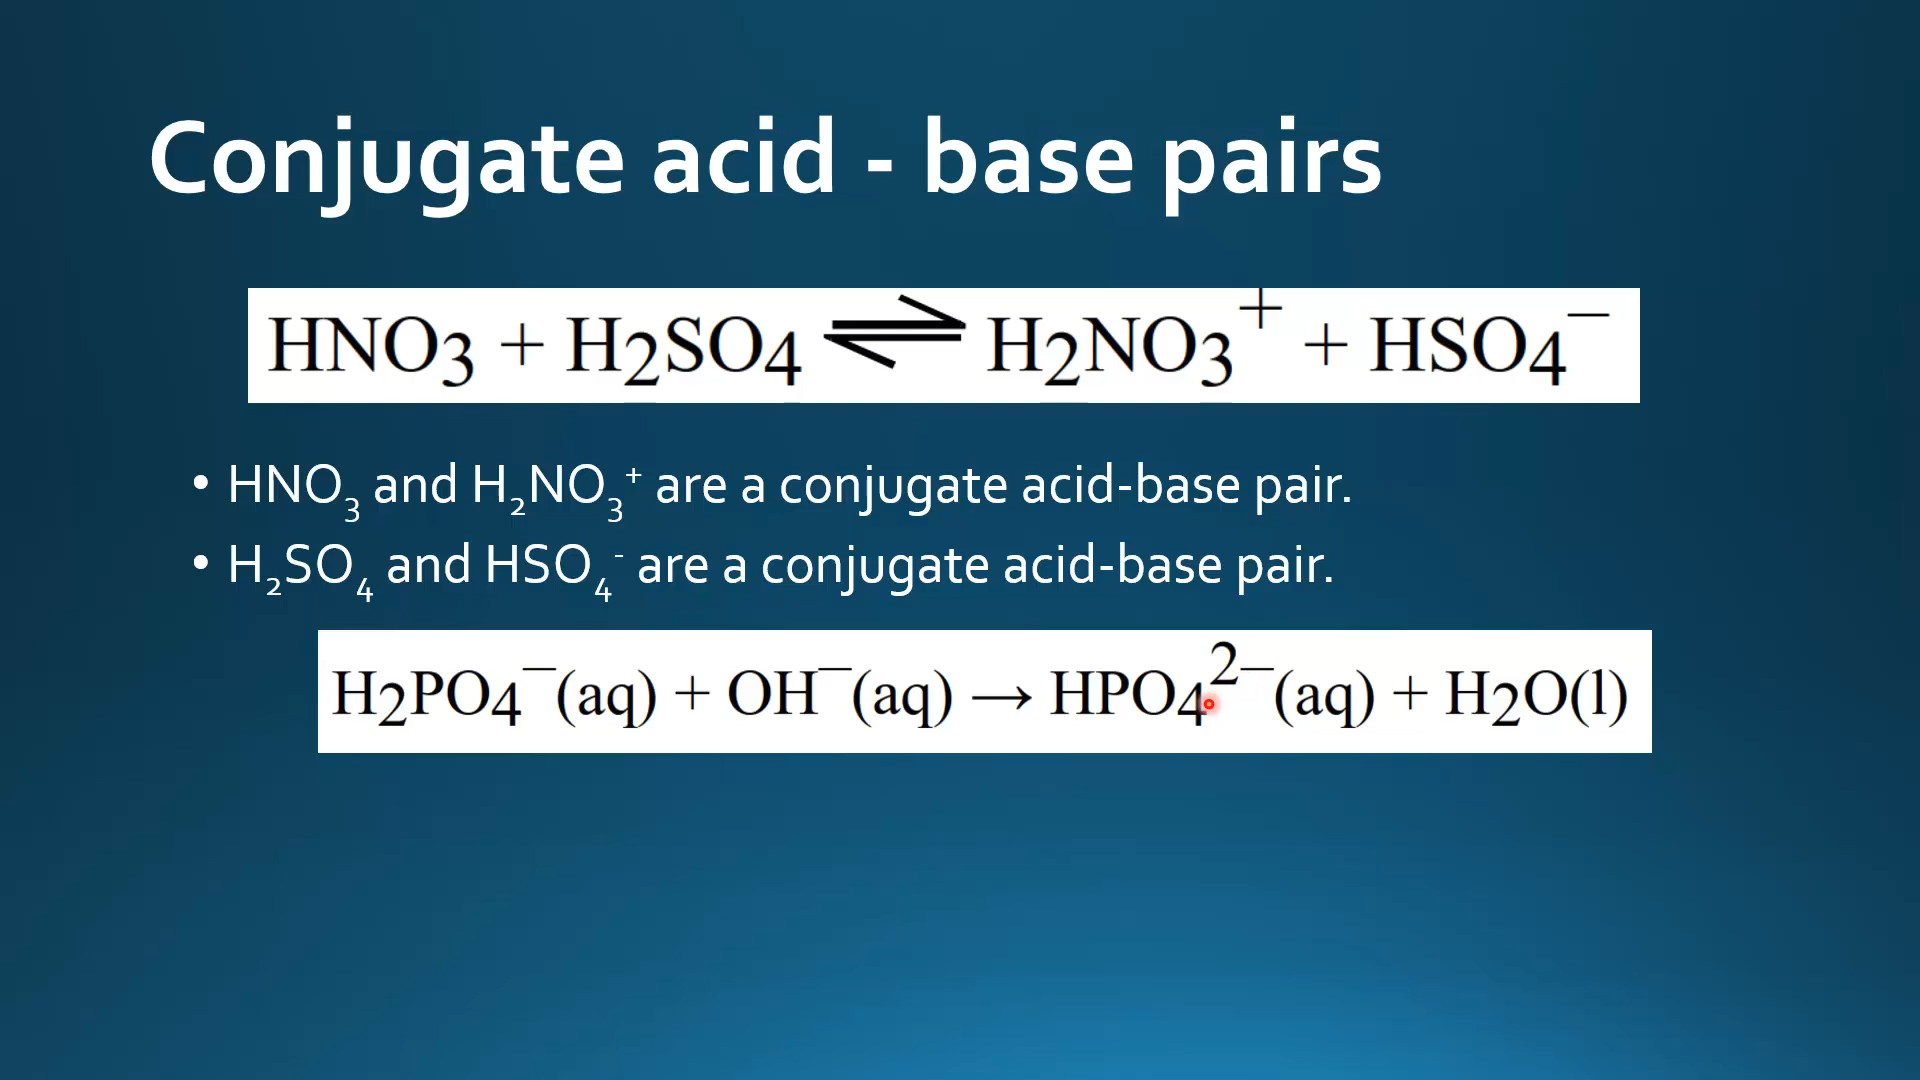 Conjugate acid - base pairs
HNO₃ + H₂SO₄ ⇌ H₂NO₃⁺ + HSO₄⁻
• HNO₃ and H₂NO₃⁺ are a conjugate acid-base pair.
• H₂SO₄ and HSO₄⁻ are a conjugate acid-base pair.
H₂PO₄⁻(aq) + OH⁻(aq) → HPO₄²⁻(aq) + H₂O(l)